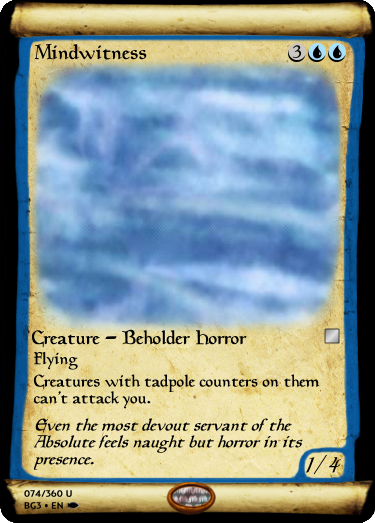 Mindwitness 3
Creature – Beholder Horror
Flying
Creatures with tadpole counters on them
can't attack you.
Even the most devout servant of the
Absolute feels naught but horror in its
presence.
1/4
074/360 U
BG3 • EN